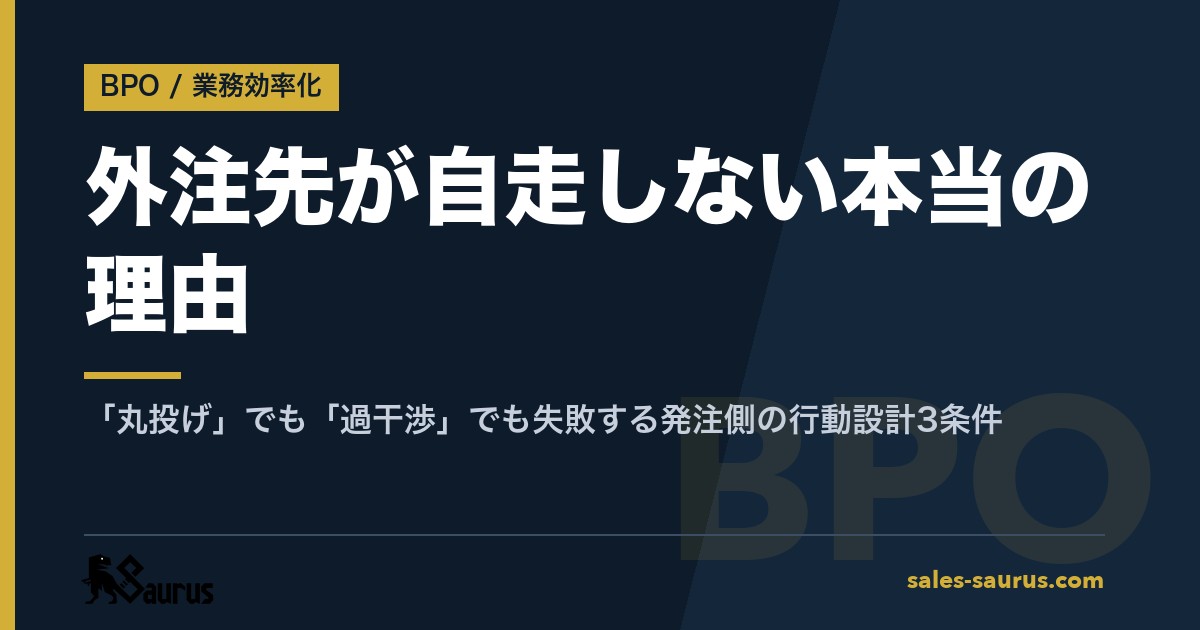 BPO / 業務効率化
外注先が自走しない本当の
理由
「丸投げ」でも「過干渉」でも失敗する発注側の行動設計3条件
BPO
Saurus
sales-saurus.com